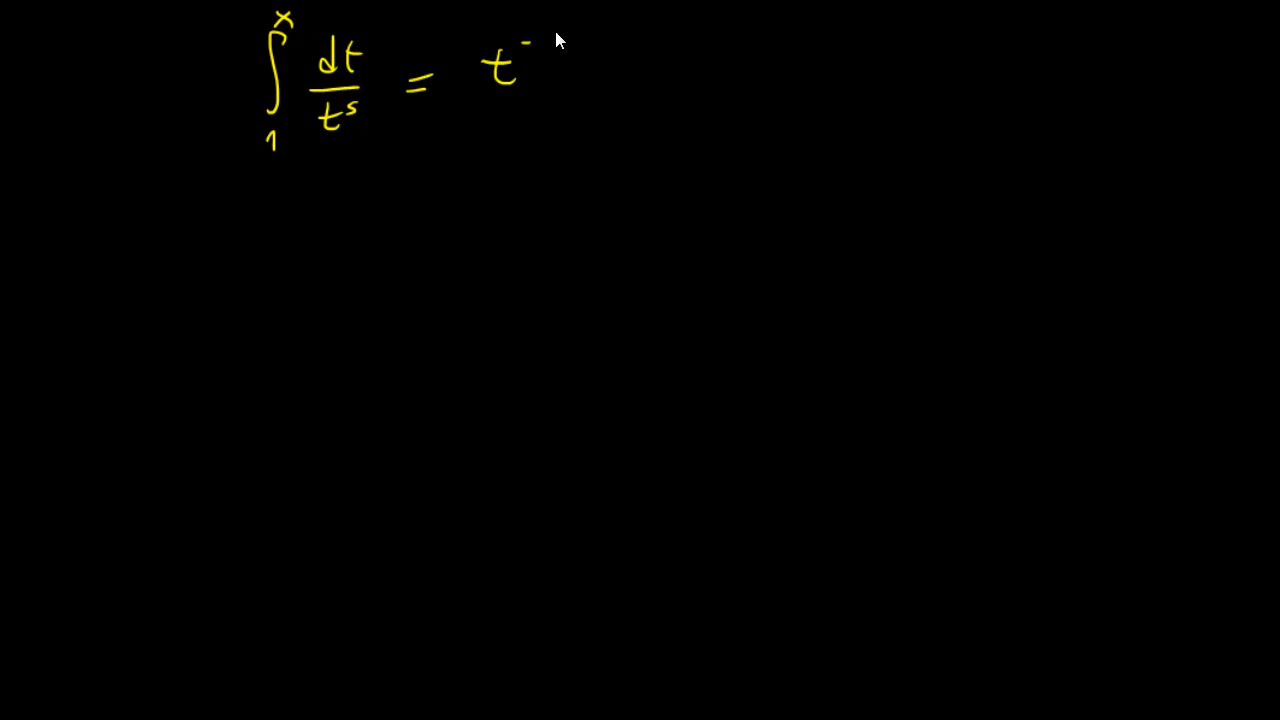 ∫₁ˣ dt/tˢ = t⁻